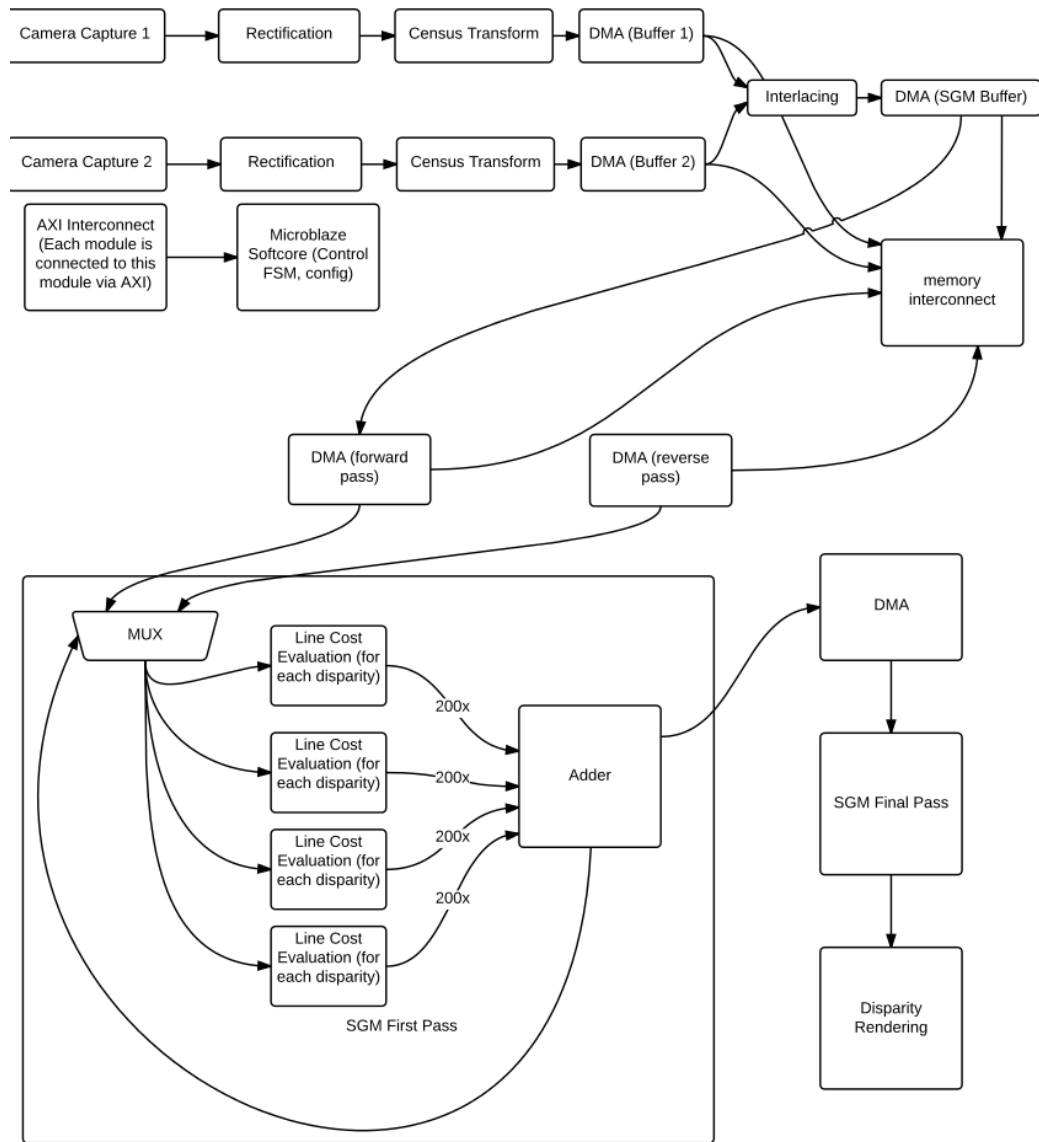 Camera Capture 1
Rectification
Census Transform
DMA (Buffer 1)
Interlacing
DMA (SGM Buffer)
Camera Capture 2
Rectification
Census Transform
DMA (Buffer 2)
AXI Interconnect
(Each module is
connected to this
module via AXI)
Microblaze
Softcore (Control
FSM, config)
memory
interconnect
DMA (forward
pass)
DMA (reverse
pass)
MUX
Line Cost
Evaluation (for
each disparity)
200x
Line Cost
Evaluation (for
each disparity)
200x
Line Cost
Evaluation (for
each disparity)
200x
Line Cost
Evaluation (for
each disparity)
200x
Adder
SGM First Pass
DMA
SGM Final Pass
Disparity
Rendering